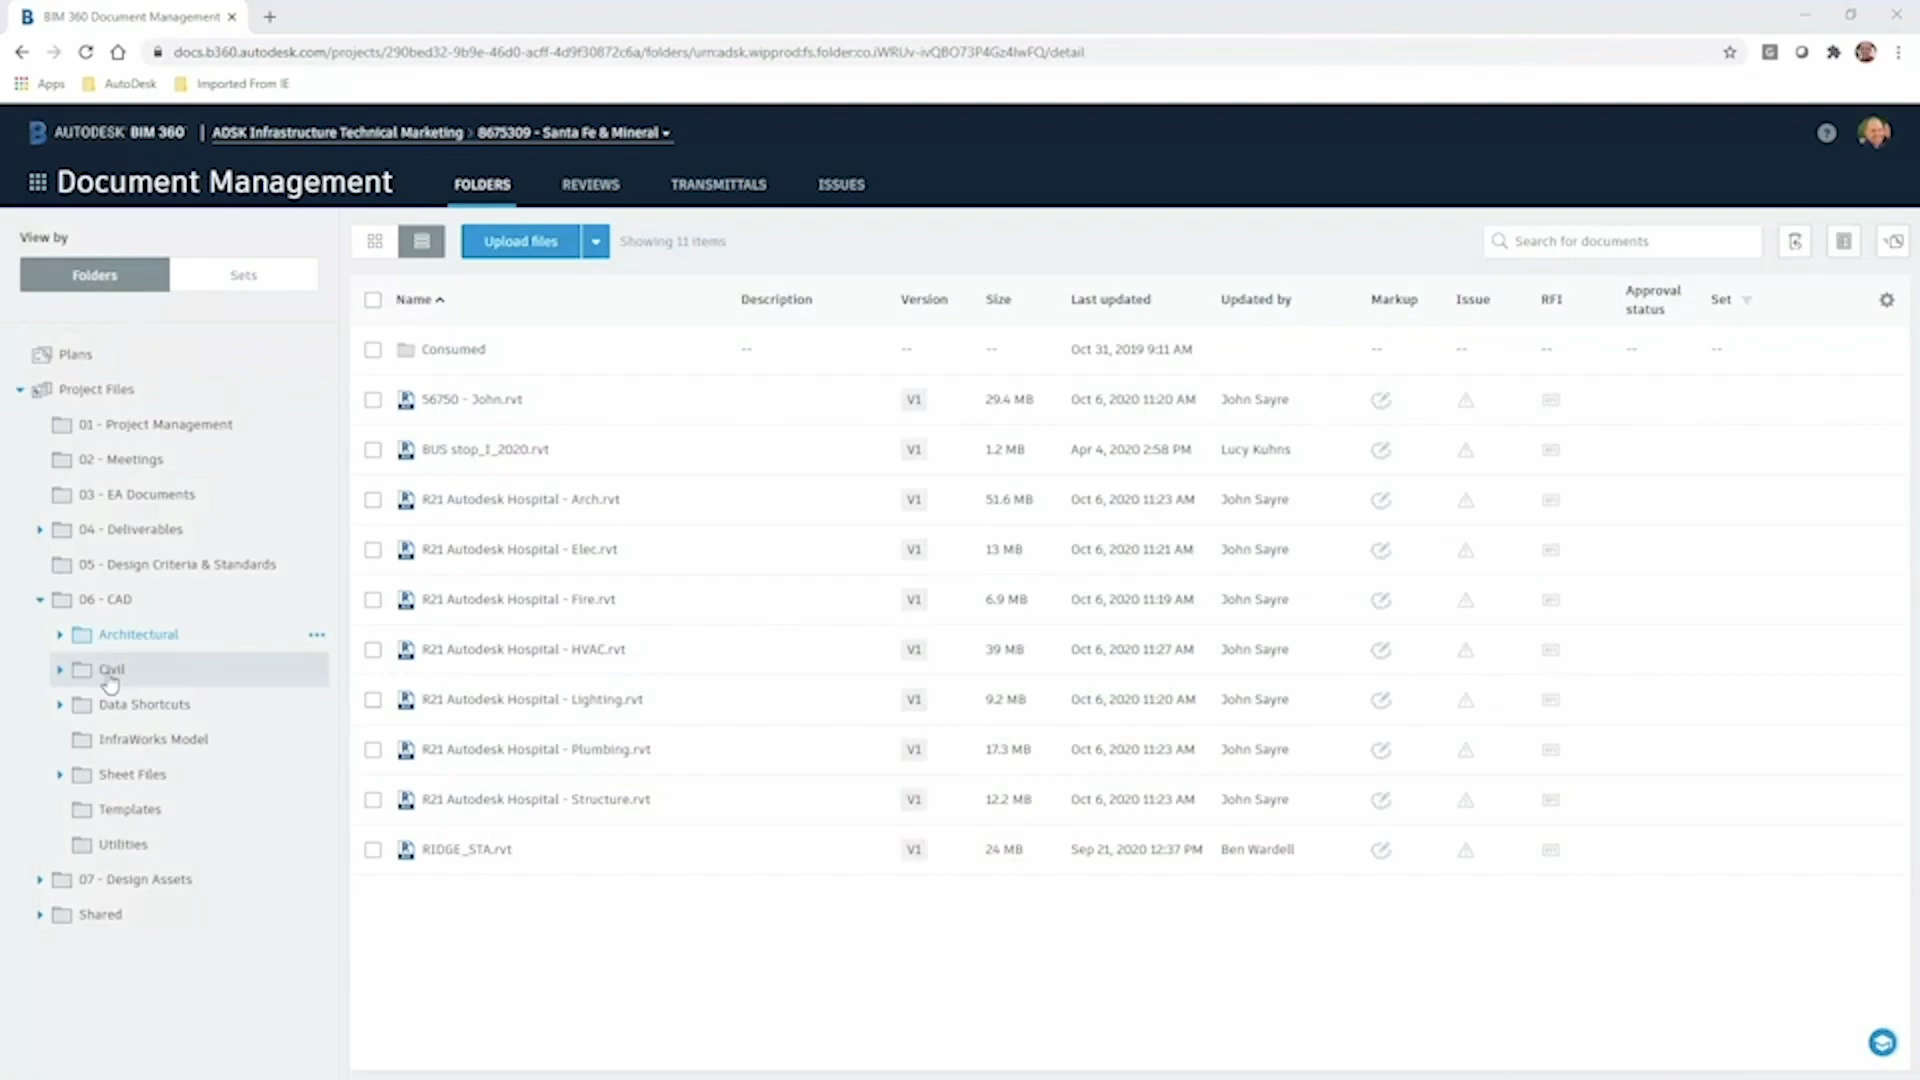 BIM 360 Document Management
docs.b360.autodesk.com/projects/290bed32-9b9e-46d0-acff-4d9f30872c6a/folders/urn:adsk.wipprod:fs.folder:co.iWRUv-ivQBO73P4Gz4IwFQ/detail
Apps AutoDesk Imported From IE
AUTODESK BIM 360 | ADSK Infrastructure Technical Marketing > 8675309 - Santa Fe & Mineral
Document Management FOLDERS REVIEWS TRANSMITTALS ISSUES
View by
Folders Sets
Upload files Showing 11 items Search for documents
Name Description Version Size Last updated Updated by Markup Issue RFI Approval status Set
Plans
Project Files
01 - Project Management
02 - Meetings
03 - EA Documents
04 - Deliverables
05 - Design Criteria & Standards
06 - CAD
Architectural
Civil
Data Shortcuts
InfraWorks Model
Sheet Files
Templates
Utilities
07 - Design Assets
Shared
Consumed -- -- -- Oct 31, 2019 9:11 AM -- -- -- -- --
56750 - John.rvt V1 29.4 MB Oct 6, 2020 11:20 AM John Sayre
BUS stop_I_2020.rvt V1 1.2 MB Apr 4, 2020 2:58 PM Lucy Kuhns
R21 Autodesk Hospital - Arch.rvt V1 51.6 MB Oct 6, 2020 11:23 AM John Sayre
R21 Autodesk Hospital - Elec.rvt V1 13 MB Oct 6, 2020 11:21 AM John Sayre
R21 Autodesk Hospital - Fire.rvt V1 6.9 MB Oct 6, 2020 11:19 AM John Sayre
R21 Autodesk Hospital - HVAC.rvt V1 39 MB Oct 6, 2020 11:27 AM John Sayre
R21 Autodesk Hospital - Lighting.rvt V1 9.2 MB Oct 6, 2020 11:20 AM John Sayre
R21 Autodesk Hospital - Plumbing.rvt V1 17.3 MB Oct 6, 2020 11:23 AM John Sayre
R21 Autodesk Hospital - Structure.rvt V1 12.2 MB Oct 6, 2020 11:23 AM John Sayre
RIDGE_STA.rvt V1 24 MB Sep 21, 2020 12:37 PM Ben Wardell